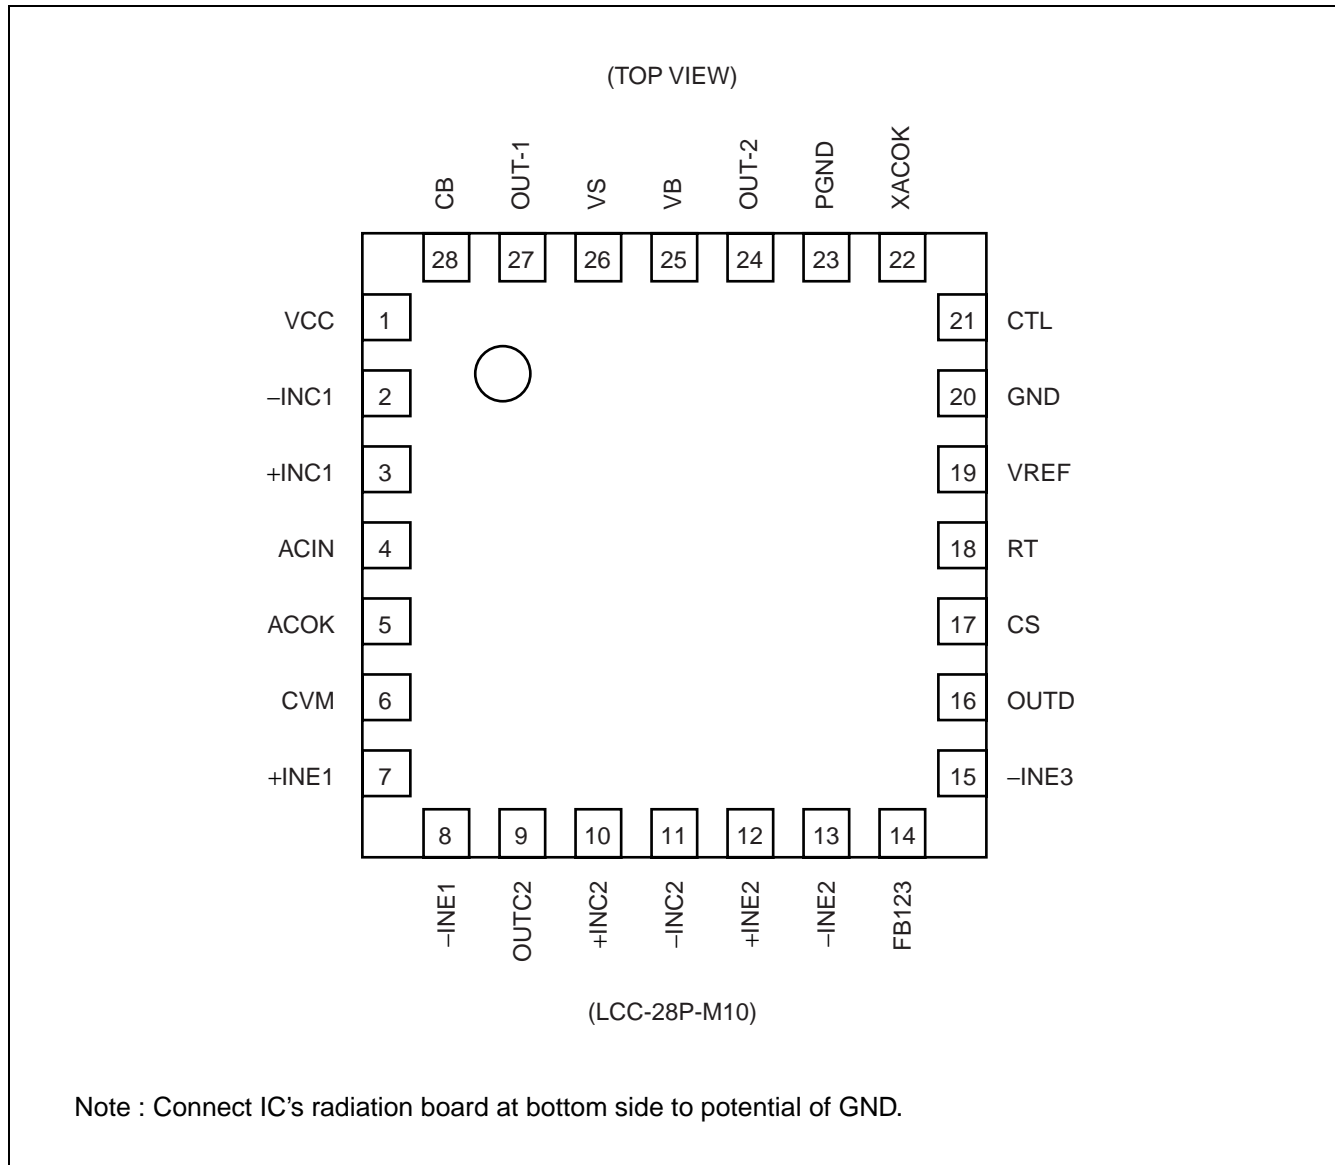 (TOP VIEW)
CB
OUT-1
VS
VB
OUT-2
PGND
XACOK
28 27 26 25 24 23 22
VCC 1 21 CTL
−INC1 2 20 GND
+INC1 3 19 VREF
ACIN 4 18 RT
ACOK 5 17 CS
CVM 6 16 OUTD
+INE1 7 15 −INE3
8 9 10 11 12 13 14
−INE1
OUTC2
+INC2
−INC2
+INE2
−INE2
FB123
(LCC-28P-M10)
Note : Connect IC’s radiation board at bottom side to potential of GND.